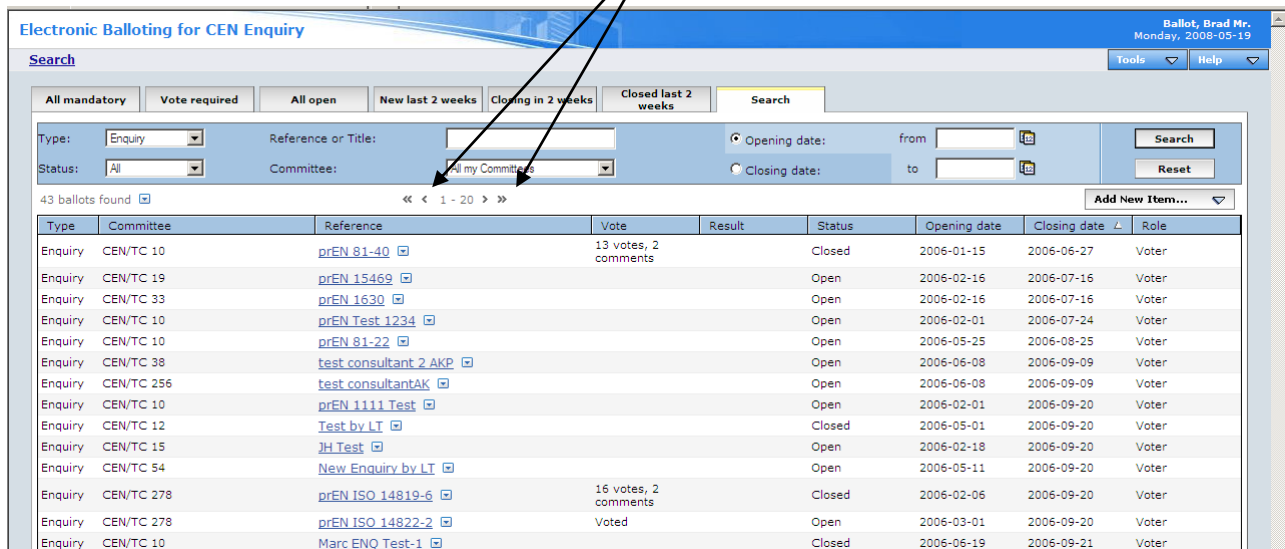 Electronic Balloting for CEN Enquiry
Ballot, Brad Mr.
Monday, 2008-05-19
Search
Tools Help
All mandatory Vote required All open New last 2 weeks Closing in 2 weeks Closed last 2 weeks Search
Type: Enquiry Reference or Title: Opening date: from Search
Status: All Committee: All my Committees Closing date: to Reset
43 ballots found « < 1 - 20 > » Add New Item...
Type Committee Reference Vote Result Status Opening date Closing date Role
Enquiry CEN/TC 10 prEN 81-40 13 votes, 2 comments Closed 2006-01-15 2006-06-27 Voter
Enquiry CEN/TC 19 prEN 15469 Open 2006-02-16 2006-07-16 Voter
Enquiry CEN/TC 33 prEN 1630 Open 2006-02-16 2006-07-16 Voter
Enquiry CEN/TC 10 prEN Test 1234 Open 2006-02-01 2006-07-24 Voter
Enquiry CEN/TC 10 prEN 81-22 Open 2006-05-25 2006-08-25 Voter
Enquiry CEN/TC 38 test consultant 2 AKP Open 2006-06-08 2006-09-09 Voter
Enquiry CEN/TC 256 test consultantAK Open 2006-06-08 2006-09-09 Voter
Enquiry CEN/TC 10 prEN 1111 Test Open 2006-02-01 2006-09-20 Voter
Enquiry CEN/TC 12 Test by LT Closed 2006-05-01 2006-09-20 Voter
Enquiry CEN/TC 15 JH Test Open 2006-02-18 2006-09-20 Voter
Enquiry CEN/TC 54 New Enquiry by LT Open 2006-05-11 2006-09-20 Voter
Enquiry CEN/TC 278 prEN ISO 14819-6 16 votes, 2 comments Closed 2006-02-06 2006-09-20 Voter
Enquiry CEN/TC 278 prEN ISO 14822-2 Voted Open 2006-03-01 2006-09-20 Voter
Enquiry CEN/TC 10 Marc ENQ Test-1 Closed 2006-06-19 2006-09-21 Voter